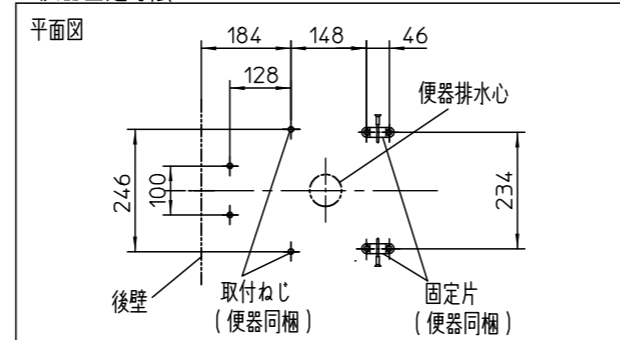 平面図
184
148
46
128
便器排水心
246
100
234
後壁
取付ねじ
(便器同梱)
固定片
(便器同梱)